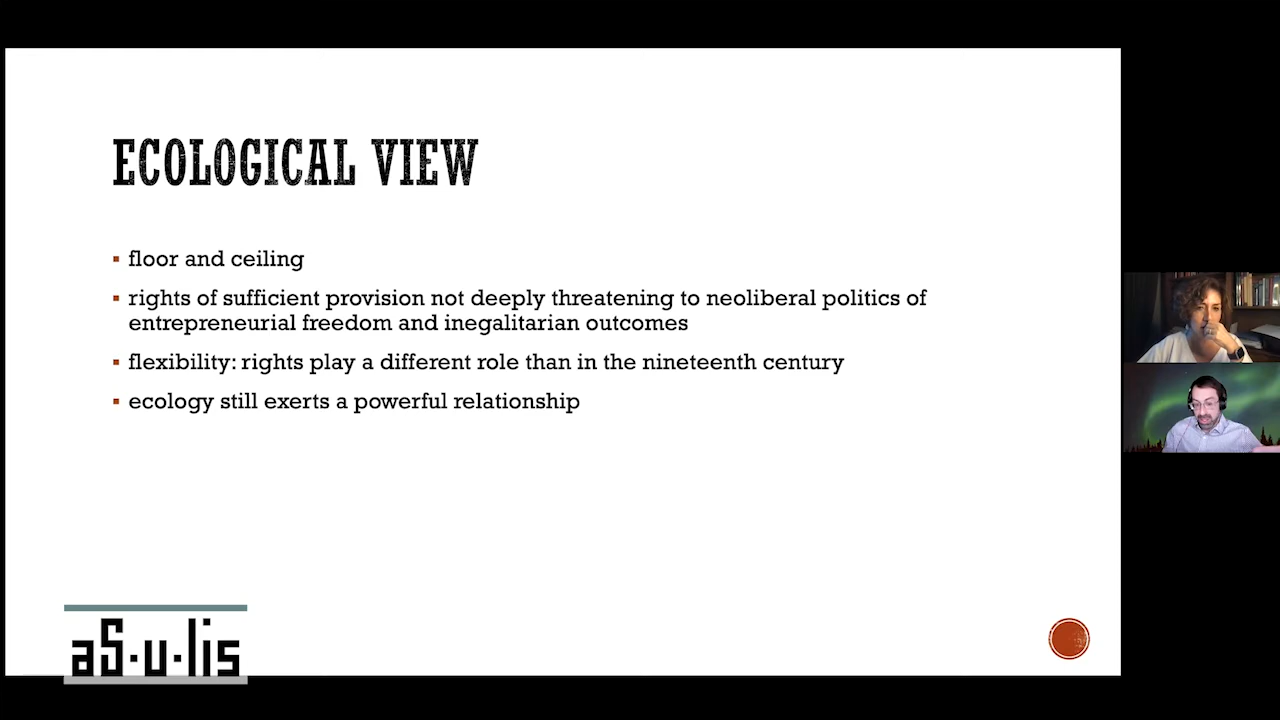 ECOLOGICAL VIEW
▪ floor and ceiling
▪ rights of sufficient provision not deeply threatening to neoliberal politics of
entrepreneurial freedom and inegalitarian outcomes
▪ flexibility: rights play a different role than in the nineteenth century
▪ ecology still exerts a powerful relationship
aS·u·lis